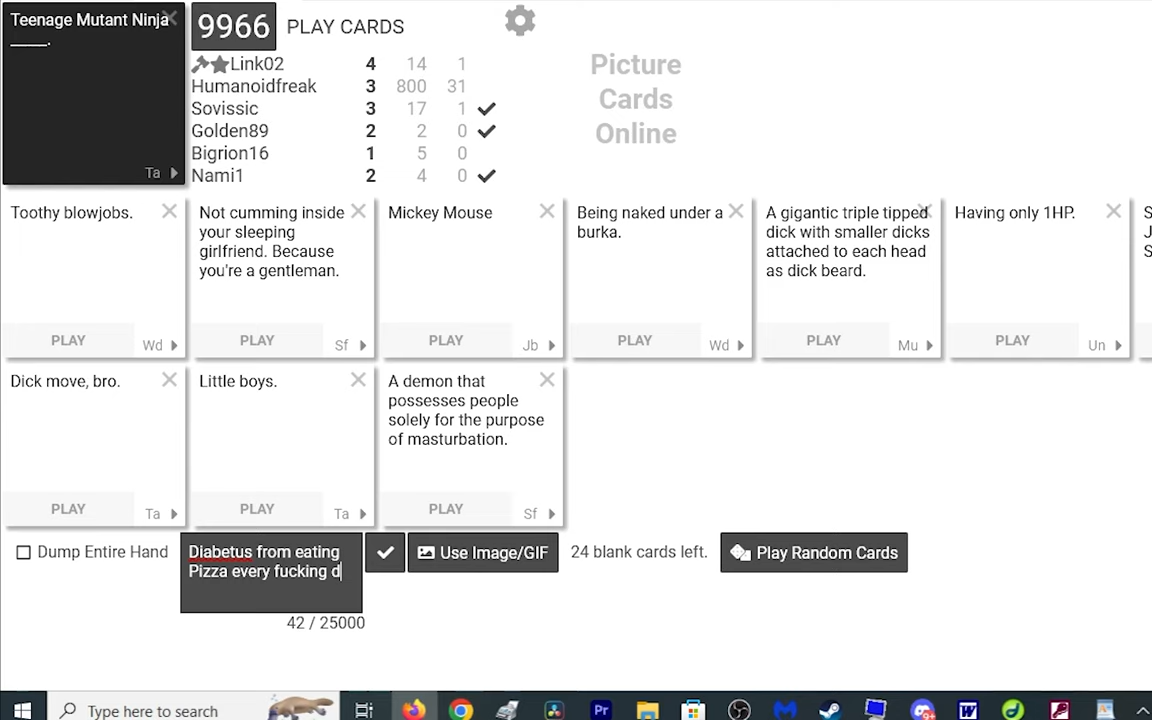 Teenage Mutant Ninja
____.
Ta
9966 PLAY CARDS
Link02 4 14 1
Humanoidfreak 3 800 31
Sovissic 3 17 1
Golden89 2 2 0
Bigrion16 1 5 0
Nami1 2 4 0
Picture
Cards
Online
Toothy blowjobs.
PLAY
Wd
Not cumming inside
your sleeping
girlfriend. Because
you're a gentleman.
PLAY
Sf
Mickey Mouse
PLAY
Jb
Being naked under a
burka.
PLAY
Wd
A gigantic triple tipped
dick with smaller dicks
attached to each head
as dick beard.
PLAY
Mu
Having only 1HP.
PLAY
Un
S
J
S
Dick move, bro.
PLAY
Ta
Little boys.
PLAY
Ta
A demon that
possesses people
solely for the purpose
of masturbation.
PLAY
Sf
Dump Entire Hand
Diabetus from eating
Pizza every fucking d
42 / 25000
Use Image/GIF
24 blank cards left.
Play Random Cards
Type here to search
Pr
W